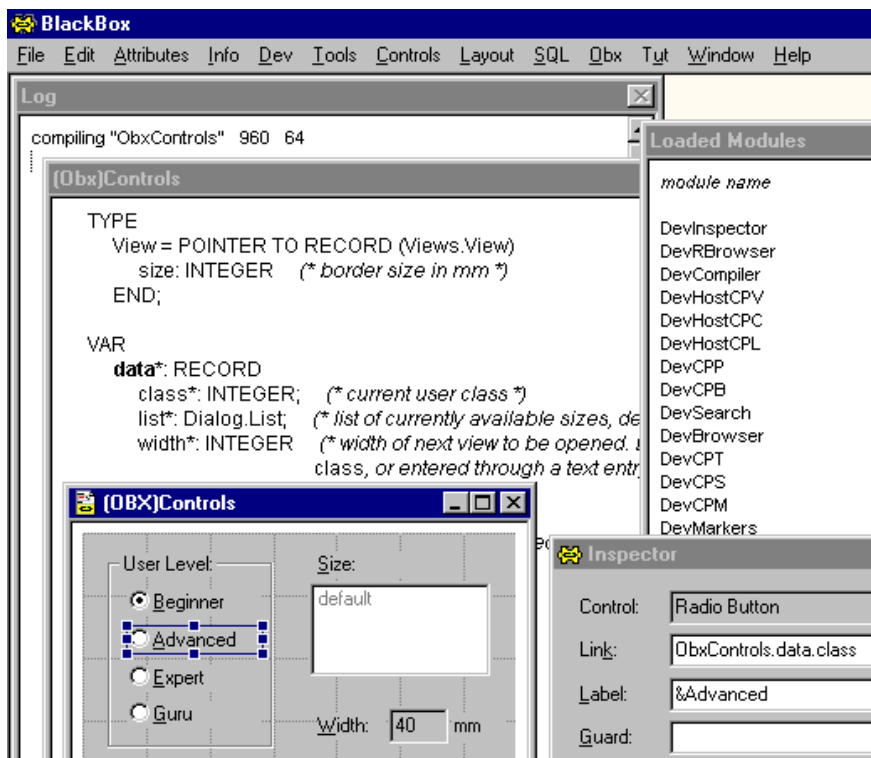 BlackBox
File Edit Attributes Info Dev Tools Controls Layout SQL Obx Tut Window Help
Log
compiling "ObxControls" 960 64
(Obx)Controls
TYPE
View = POINTER TO RECORD (Views.View)
size: INTEGER (* border size in mm *)
END;
VAR
data*: RECORD
class*: INTEGER; (* current user class *)
list*: Dialog.List; (* list of currently available sizes, de
width*: INTEGER (* width of next view to be opened.
class, or entered through a text entr
Loaded Modules
module name
DevInspector
DevRBrowser
DevCompiler
DevHostCPV
DevHostCPC
DevHostCPL
DevCPP
DevCPB
DevSearch
DevBrowser
DevCPT
DevCPS
DevCPM
DevMarkers
(OBX)Controls
User Level:
Beginner
Advanced
Expert
Guru
Size:
default
Width: 40 mm
Inspector
Control: Radio Button
Link: ObxControls.data.class
Label: &Advanced
Guard: